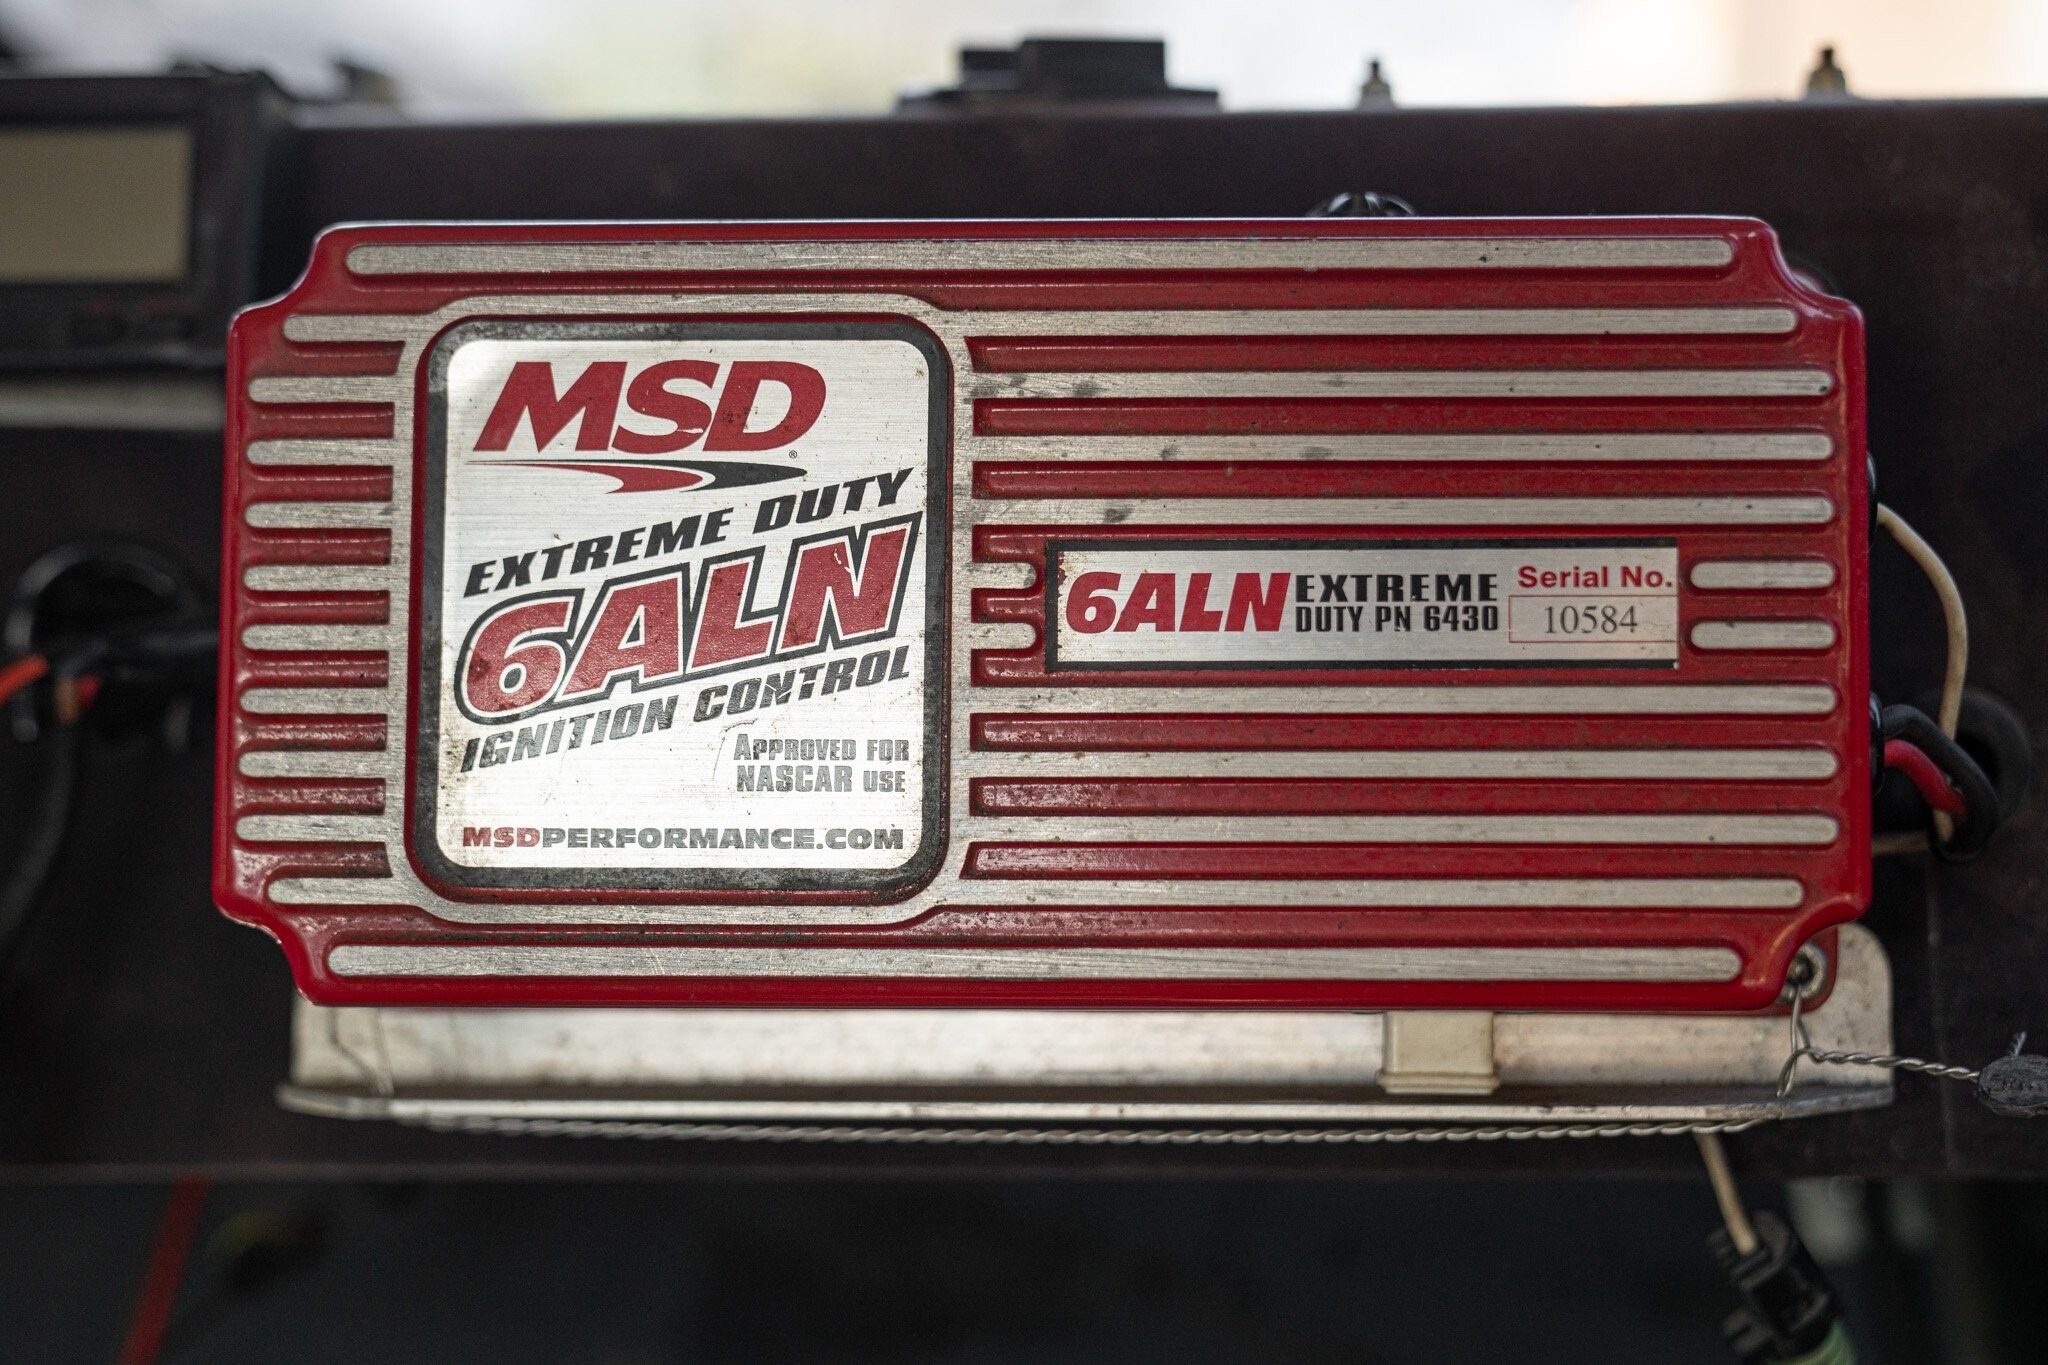 MSD®
EXTREME DUTY
6ALN
IGNITION CONTROL
APPROVED FOR
NASCAR USE
MSDPERFORMANCE.COM
6ALN EXTREME
DUTY PN 6430
Serial No.
10584